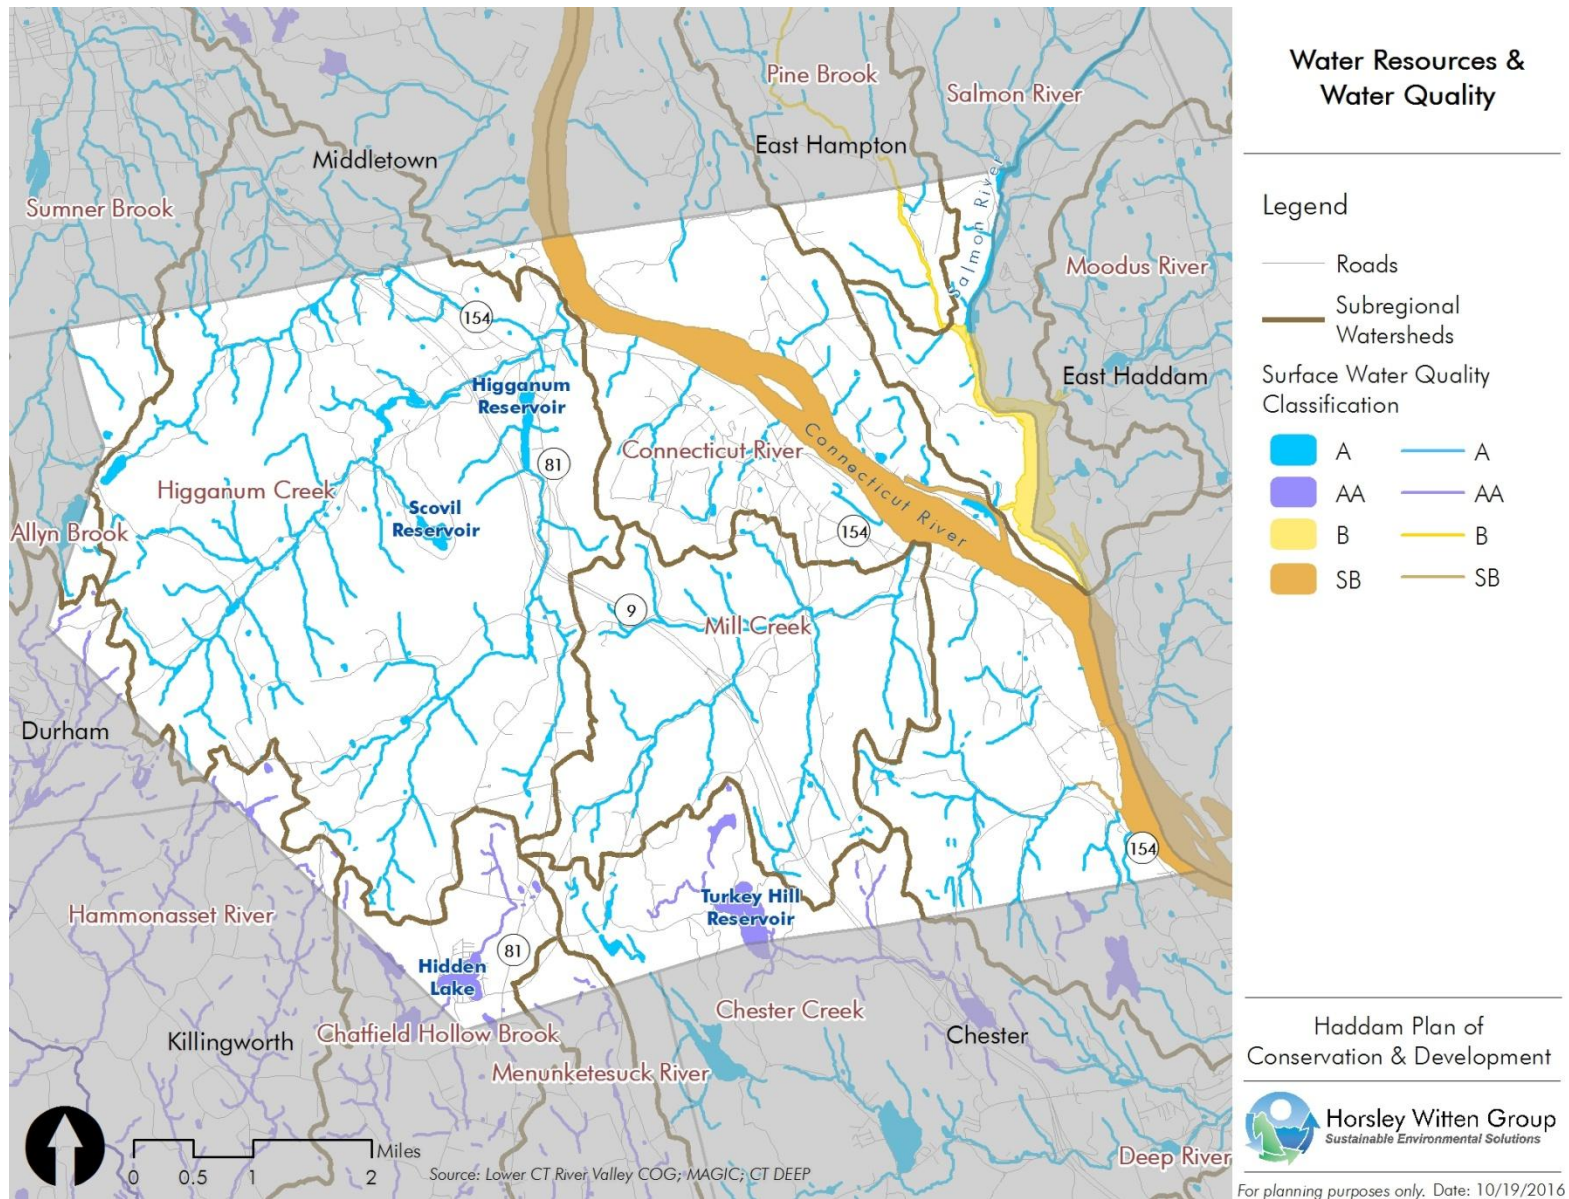 Water Resources &
Water Quality
Legend
Roads
Subregional
Watersheds
Surface Water Quality
Classification
A
A
AA
AA
B
B
SB
SB
Haddam Plan of
Conservation & Development
Horsley Witten Group
Sustainable Environmental Solutions
For planning purposes only. Date: 10/19/2016
Pine Brook
Salmon River
East Hampton
Middletown
Sumner Brook
Salmon River
Moodus River
154
East Haddam
Higganum
Reservoir
Connecticut River
Connecticut River
81
Higganum Creek
Scovil
Reservoir
154
Allyn Brook
9
Mill Creek
Durham
154
Turkey Hill
Reservoir
Hammonasset River
81
Hidden
Lake
Chester Creek
Killingworth
Chatfield Hollow Brook
Chester
Menunketesuck River
Deep River
Miles
0
0.5
1
2
Source: Lower CT River Valley COG; MAGIC; CT DEEP